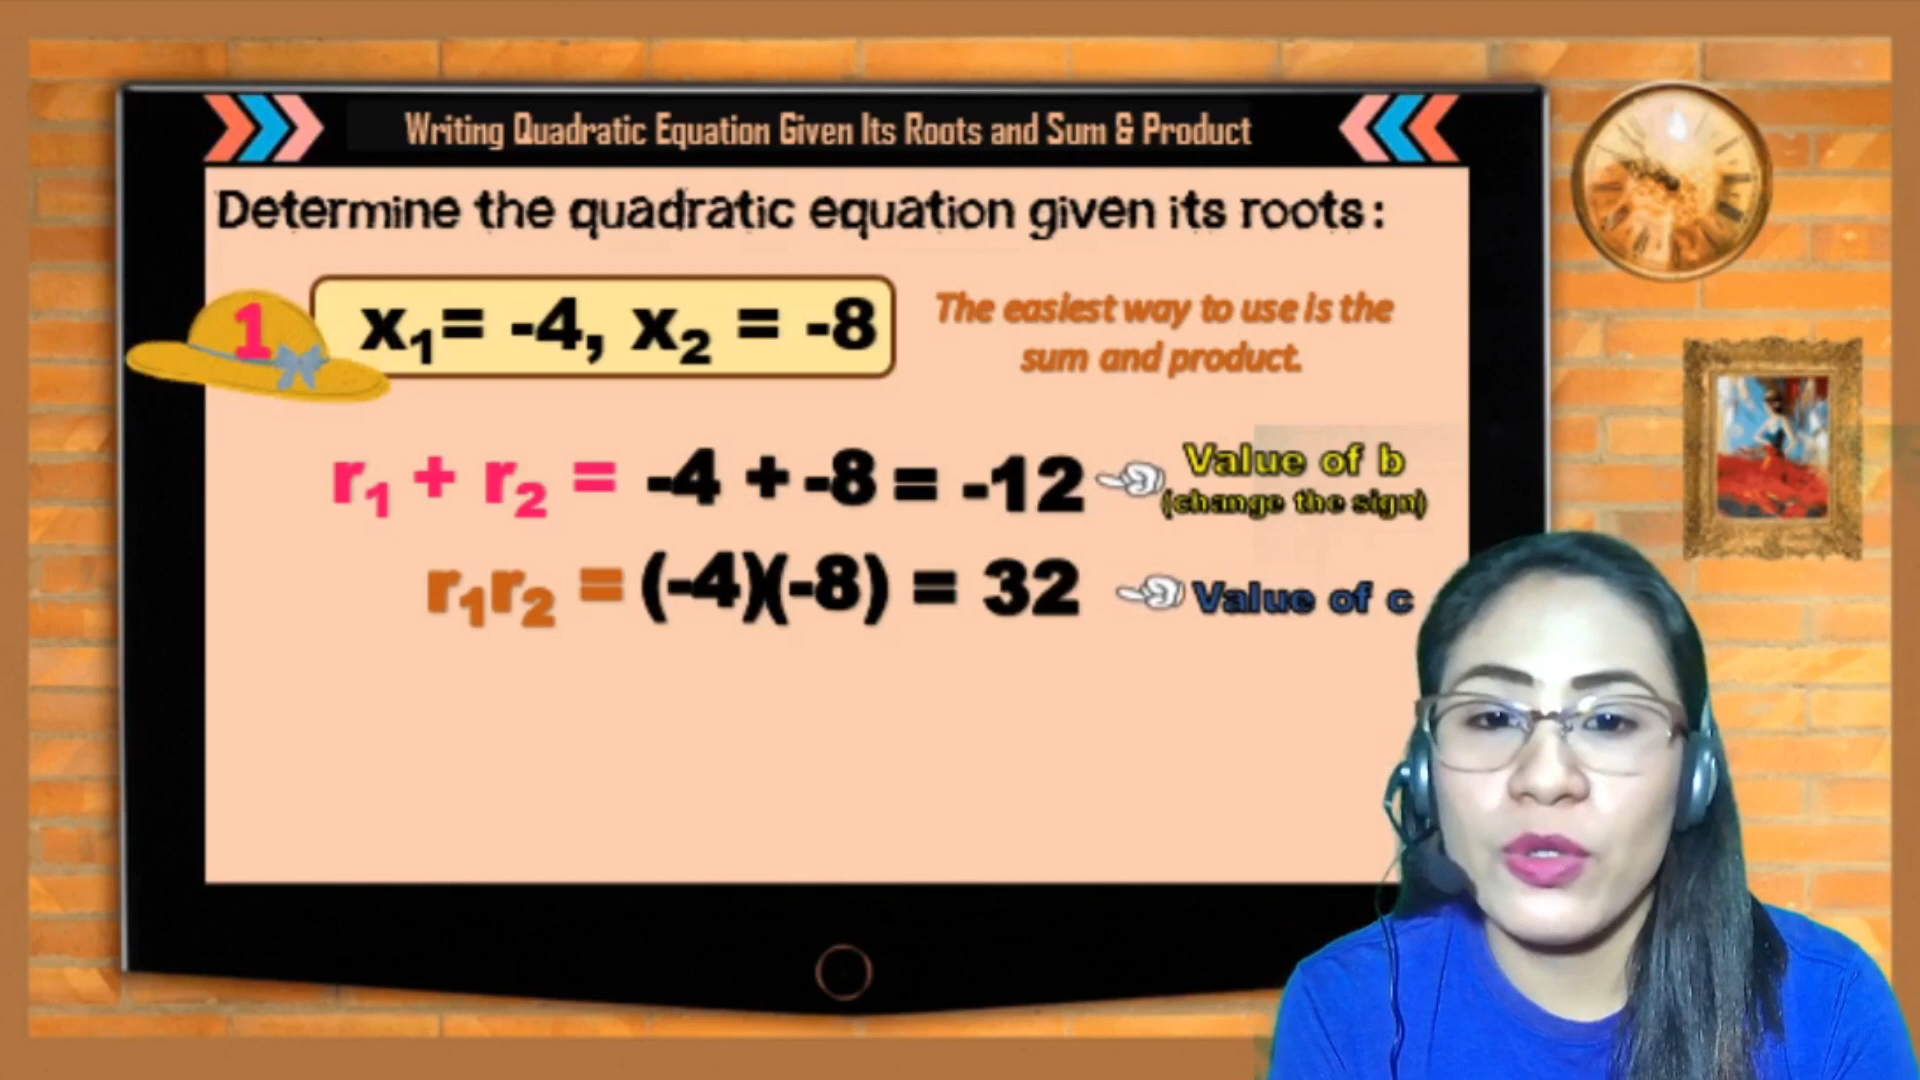 Writing Quadratic Equation Given Its Roots and Sum & Product
Determine the quadratic equation given its roots:
1
x₁= -4, x₂ = -8
The easiest way to use is the
sum and product.
r₁ + r₂ = -4 + -8 = -12
Value of b
(change the sign)
r₁r₂ = (-4)(-8) = 32
Value of c